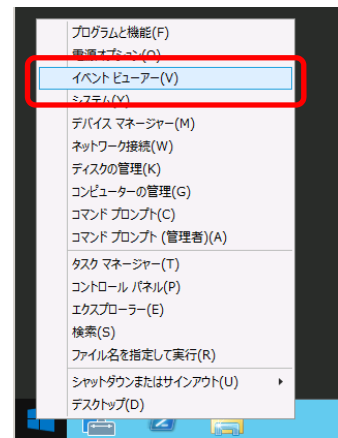 プログラムと機能(F)
電源オプション(O)
イベント ビューアー(V)
システム(Y)
デバイス マネージャー(M)
ネットワーク接続(W)
ディスクの管理(K)
コンピューターの管理(G)
コマンド プロンプト(C)
コマンド プロンプト (管理者)(A)
タスク マネージャー(T)
コントロール パネル(P)
エクスプローラー(E)
検索(S)
ファイル名を指定して実行(R)
シャットダウンまたはサインアウト(U)
デスクトップ(D)